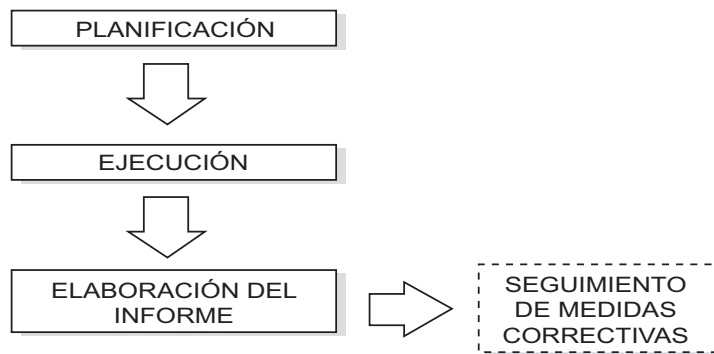 PLANIFICACIÓN
EJECUCIÓN
ELABORACIÓN DEL
INFORME
SEGUIMIENTO
DE MEDIDAS
CORRECTIVAS